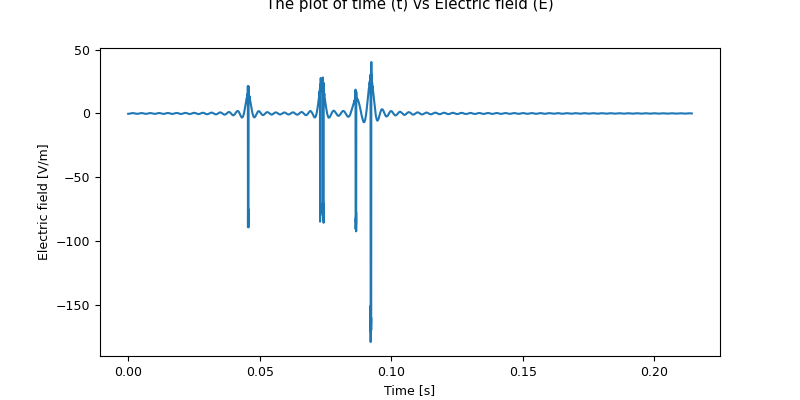 The plot of time (t) vs Electric field (E)
50
0
−50
−100
−150
Electric field [V/m]
0.00 0.05 0.10 0.15 0.20
Time [s]